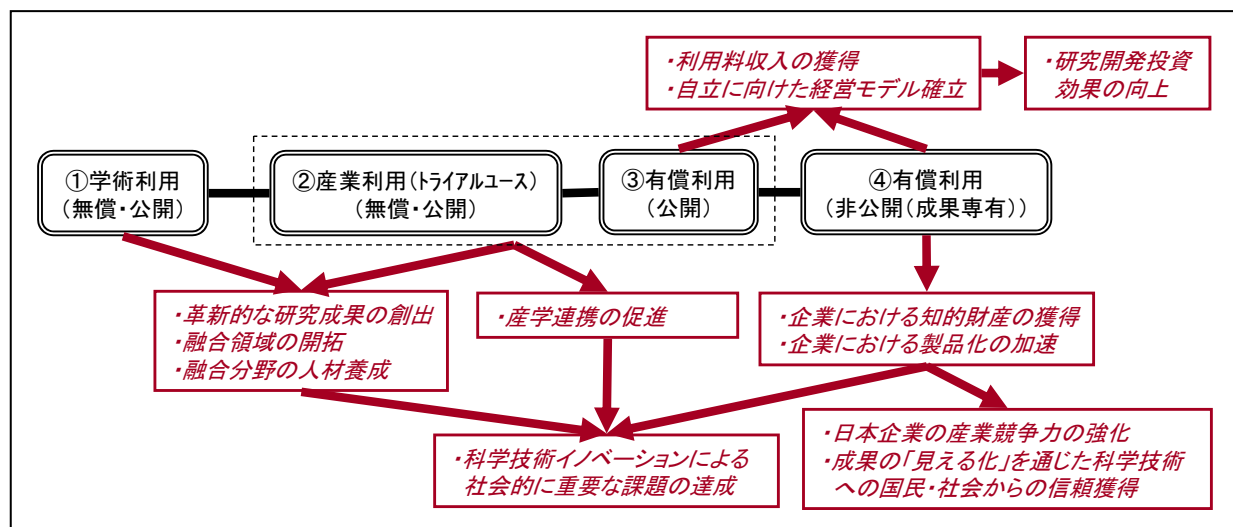 ・利用料収入の獲得
・自立に向けた経営モデル確立
・研究開発投資
効果の向上
①学術利用
(無償・公開)
②産業利用(トライアルユース)
(無償・公開)
③有償利用
(公開)
④有償利用
(非公開(成果専有))
・革新的な研究成果の創出
・融合領域の開拓
・融合分野の人材養成
・産学連携の促進
・企業における知的財産の獲得
・企業における製品化の加速
・科学技術イノベーションによる
社会的に重要な課題の達成
・日本企業の産業競争力の強化
・成果の「見える化」を通じた科学技術
への国民・社会からの信頼獲得